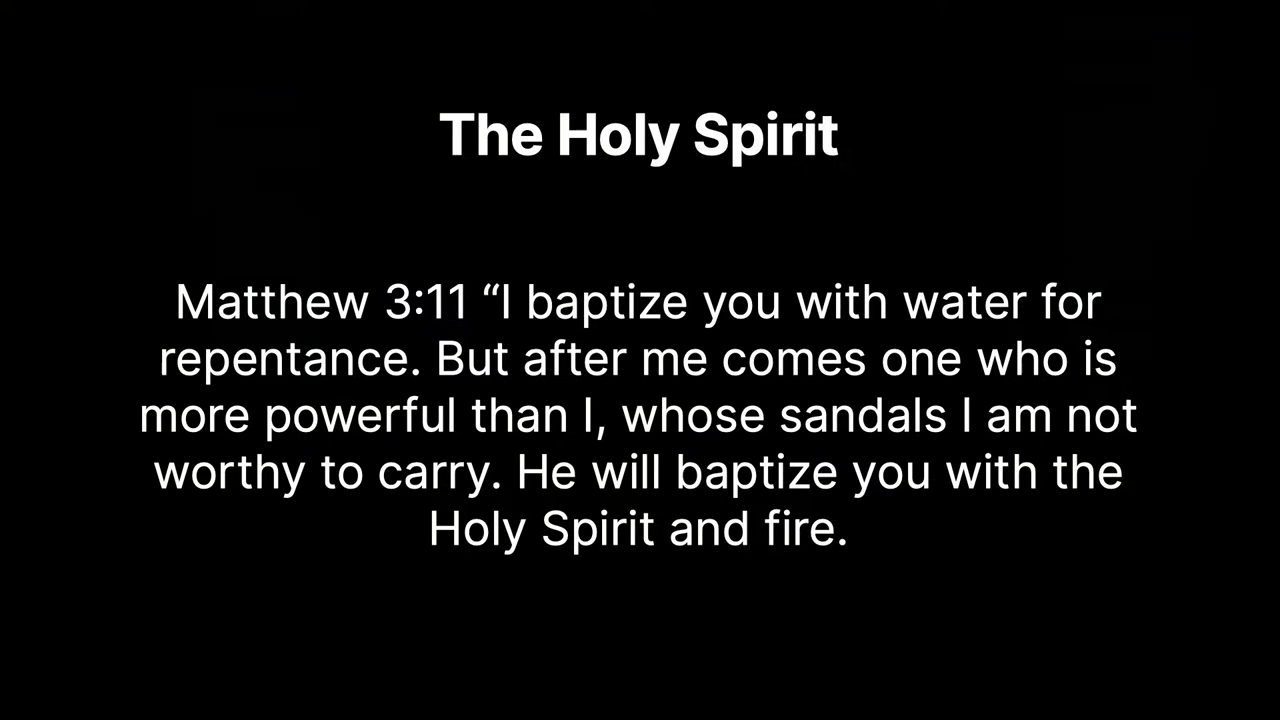 The Holy Spirit
Matthew 3:11 “I baptize you with water for
repentance. But after me comes one who is
more powerful than I, whose sandals I am not
worthy to carry. He will baptize you with the
Holy Spirit and fire.